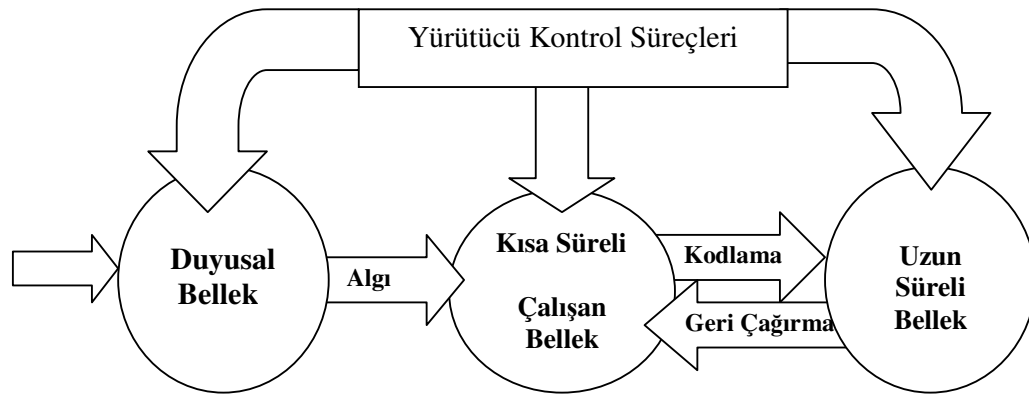 Yürütücü Kontrol Süreçleri
Duyusal
Bellek
Algı
Kısa Süreli
Çalışan
Bellek
Kodlama
Geri Çağırma
Uzun
Süreli
Bellek